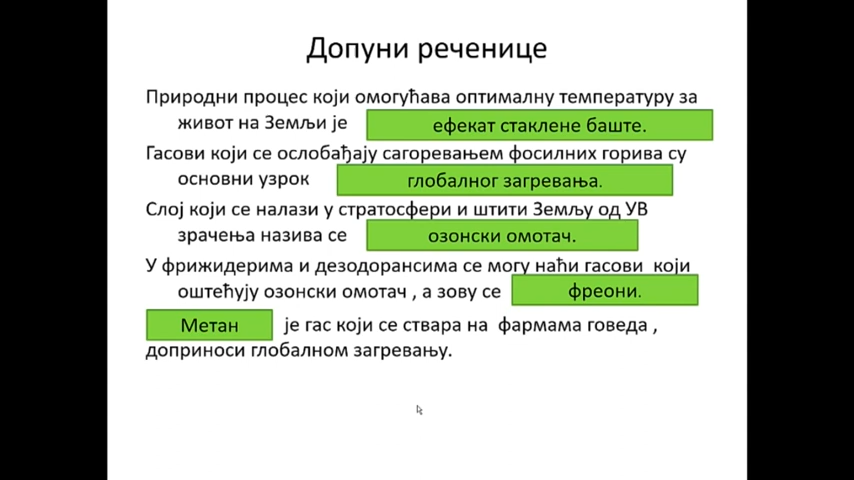 Допуни реченице
Природни процес који омогућава оптималну температуру за
живот на Земљи је ефекат стаклене баште.
Гасови који се ослобађају сагоревањем фосилних горива су
основни узрок глобалног загревања.
Слој који се налази у стратосфери и штити Земљу од УВ
зрачења назива се озонски омотач.
У фрижидерима и дезодорансима се могу наћи гасови који
оштећују озонски омотач , а зову се фреони.
Метан је гас који се ствара на фармама говеда ,
доприноси глобалном загревању.